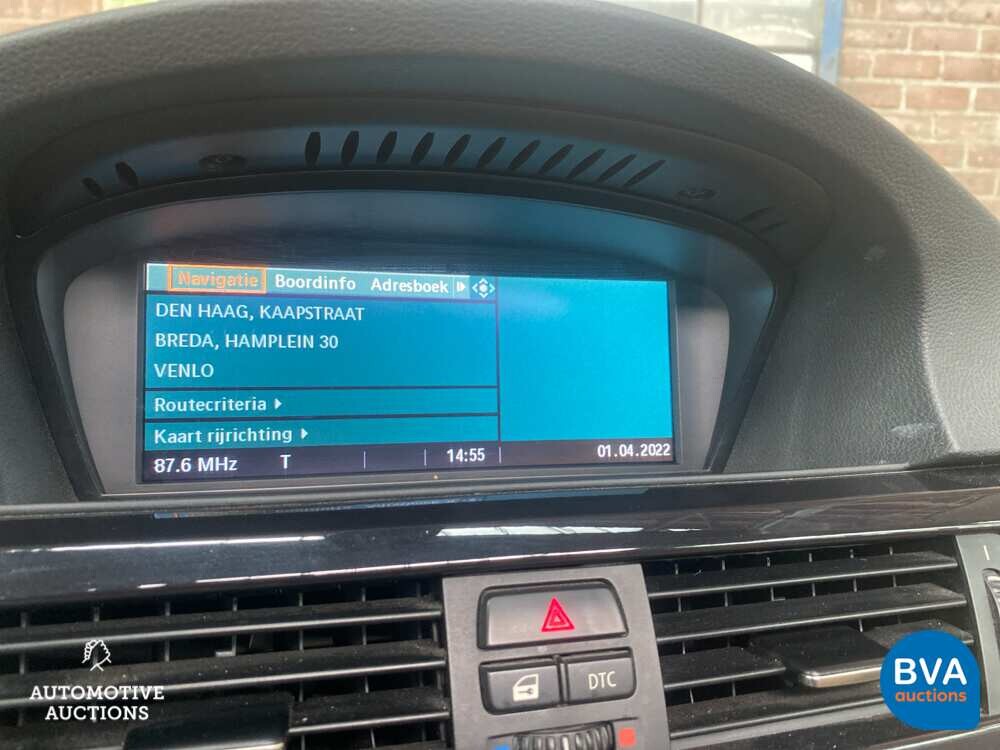 Navigatie Boordinfo Adresboek
DEN HAAG, KAAPSTRAAT
BREDA, HAMPLEIN 30
VENLO
Routecriteria
Kaart rijrichting
87.6 MHz T 14:55 01.04.2022
DTC
AUTOMOTIVE
AUCTIONS
BVA
auctions